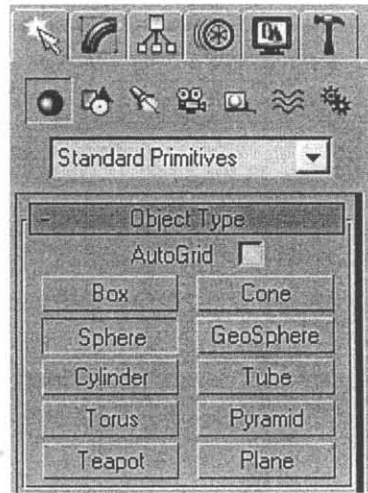 Standard Primitives
- Object Type
AutoGrid
Box Cone
Sphere GeoSphere
Cylinder Tube
Torus Pyramid
Teapot Plane